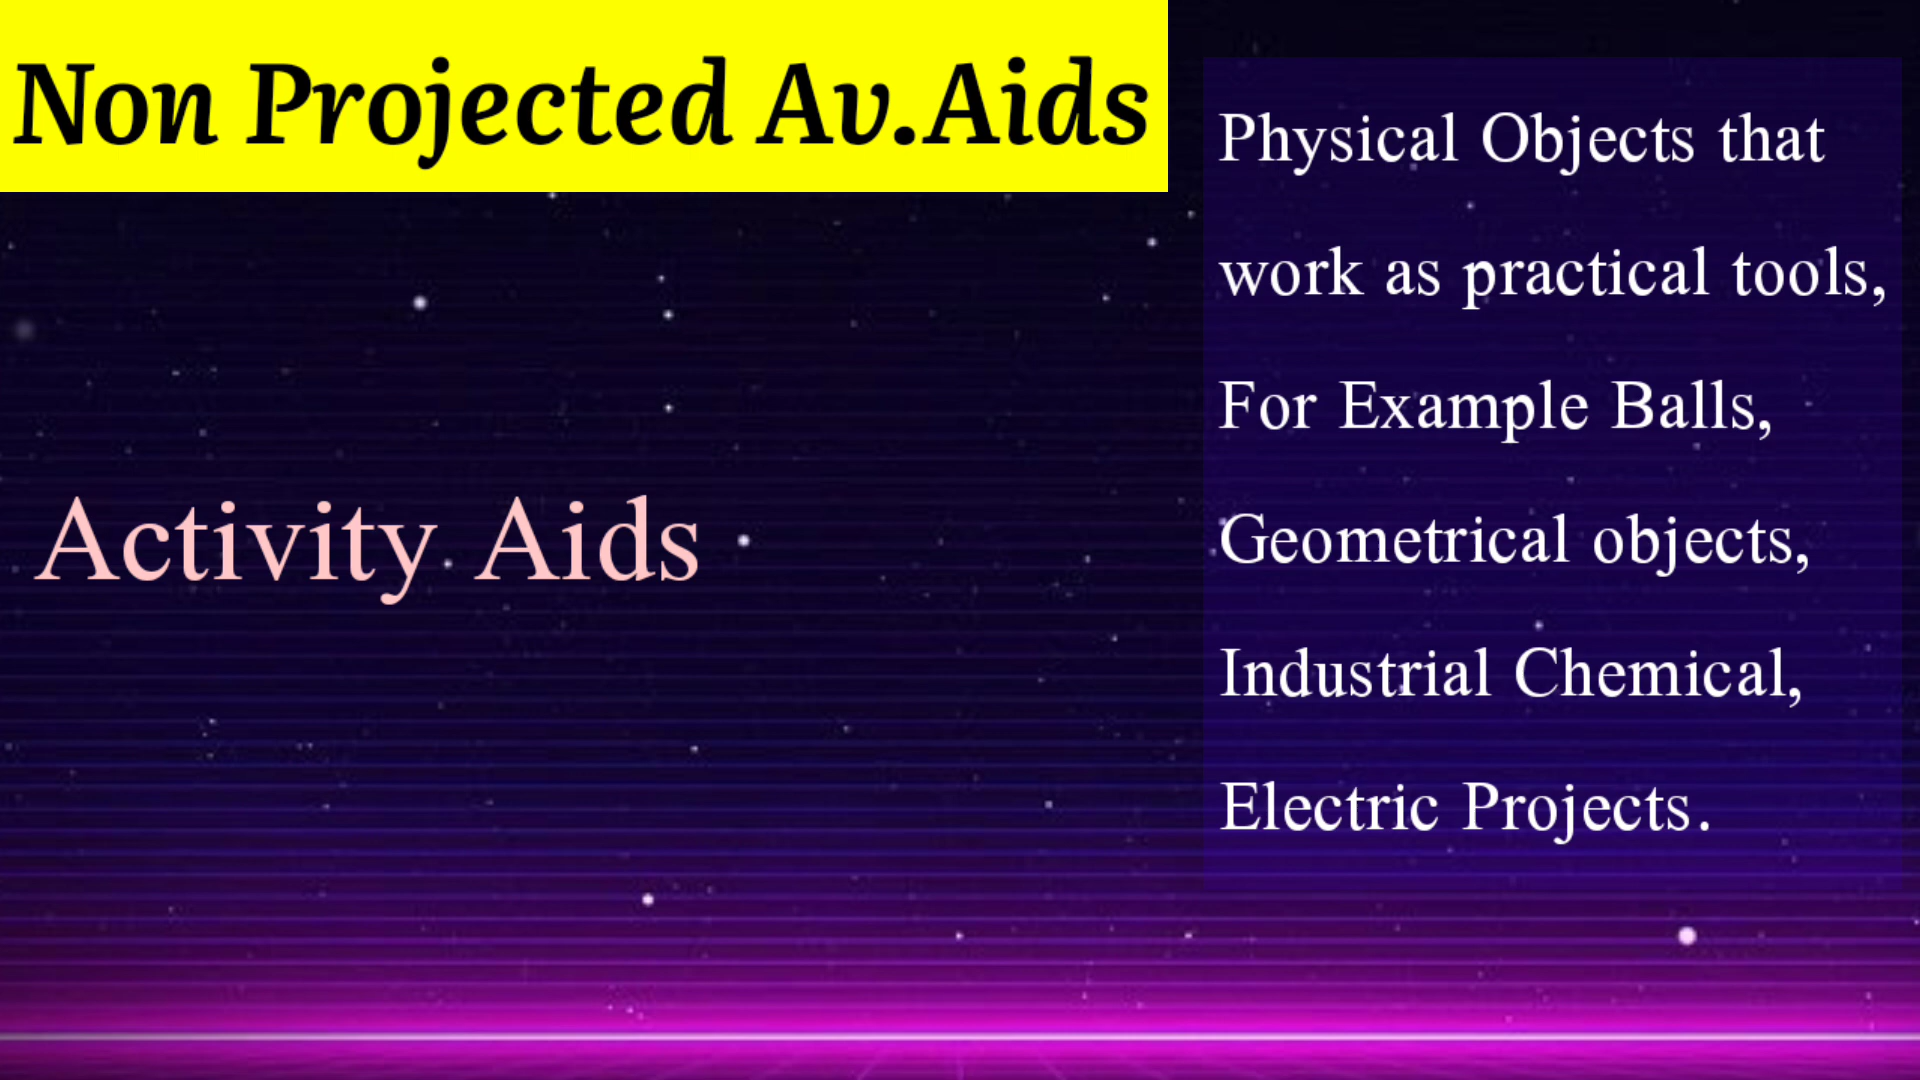 Non Projected Av.Aids
Activity Aids
Physical Objects that
work as practical tools,
For Example Balls,
Geometrical objects,
Industrial Chemical,
Electric Projects.